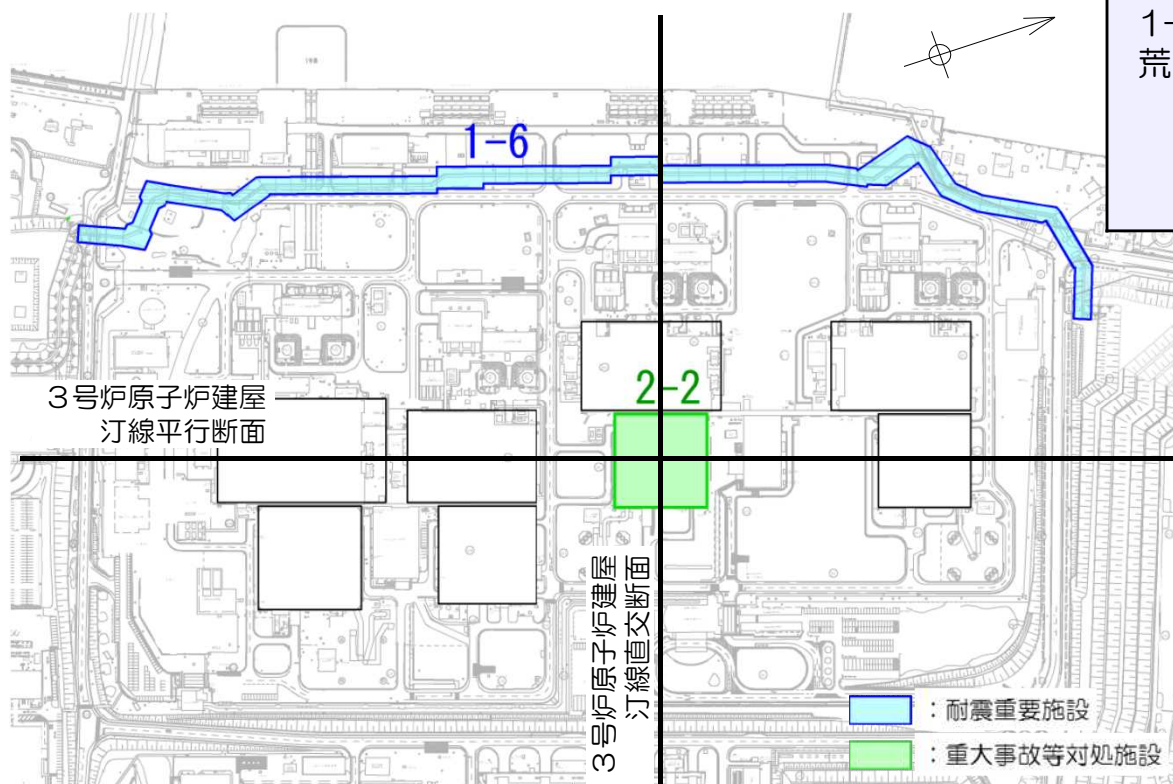 1-
荒
1-6
3号炉原子炉建屋
汀線平行断面
2-2
3号炉原子炉建屋
汀線直交断面
：耐震重要施設
：重大事故等対処施設